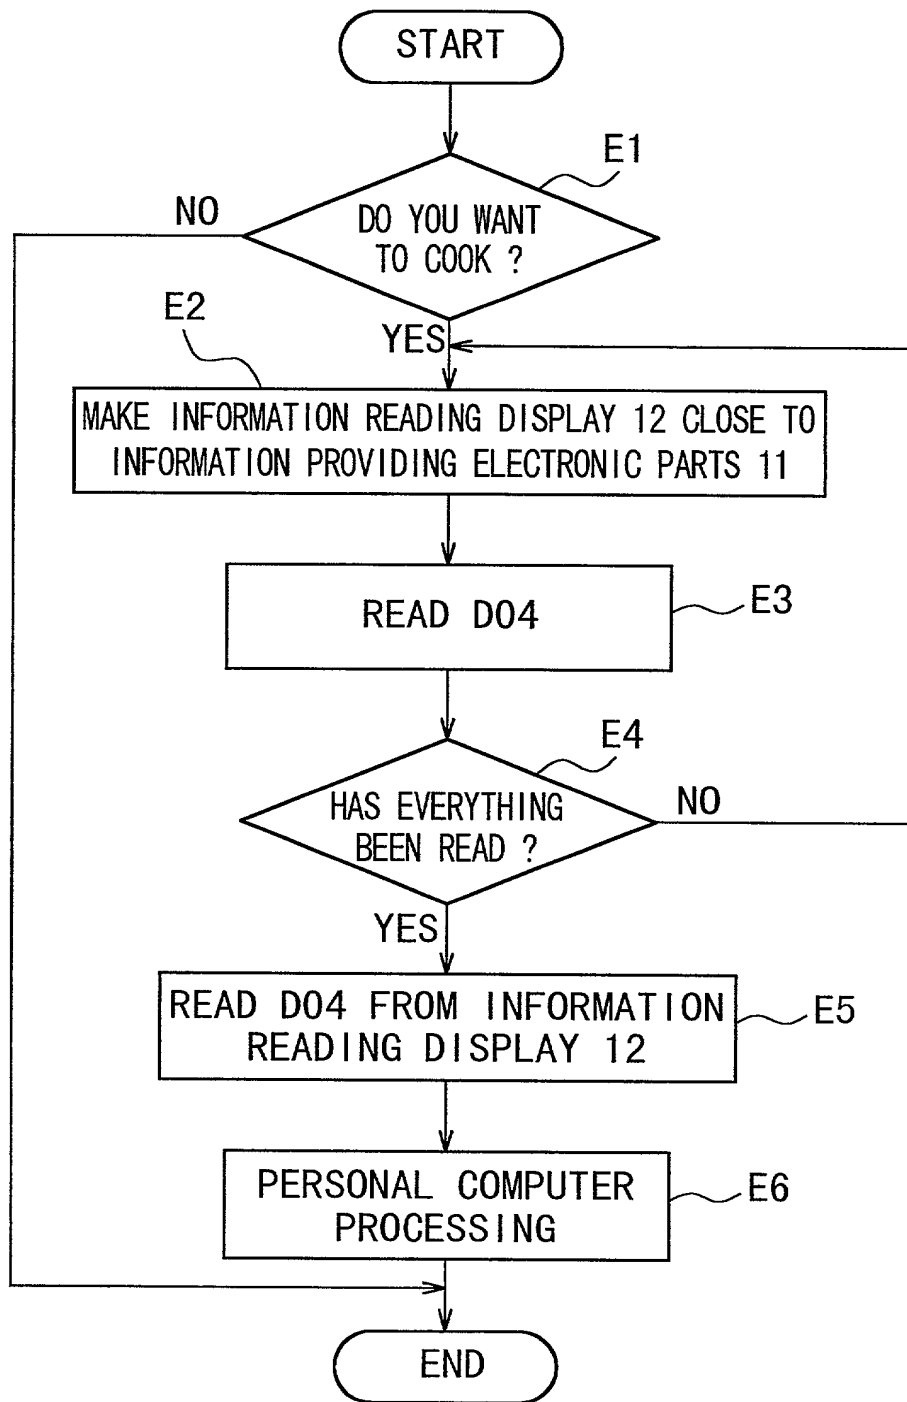 START
E1
NO
DO YOU WANT
TO COOK ?
E2
YES
MAKE INFORMATION READING DISPLAY 12 CLOSE TO
INFORMATION PROVIDING ELECTRONIC PARTS 11
READ D04
E3
E4
HAS EVERYTHING
BEEN READ ?
NO
YES
READ D04 FROM INFORMATION
READING DISPLAY 12
E5
PERSONAL COMPUTER
PROCESSING
E6
END